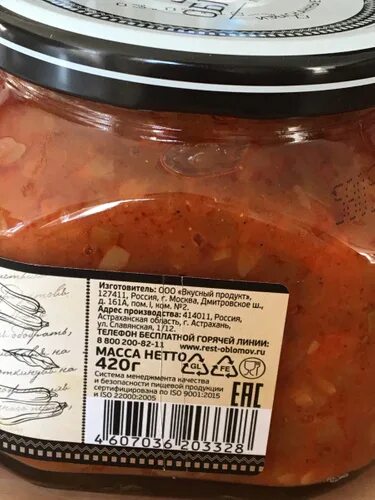 Изготовитель: ООО «Вкусный продукт»,
127411, Россия, г. Москва, Дмитровское ш.,
д. 161А, пом.I, ком. №2.
Адрес производства: 414011, Россия,
Астраханская область, г. Астрахань,
ул. Славянская, 1/12.
ТЕЛЕФОН БЕСПЛАТНОЙ ГОРЯЧЕЙ ЛИНИИ:
8 800 200-82-11 www.rest-oblomov.ru
МАССА НЕТТО
420г
GL
FE
Система менеджмента качества
и безопасности пищевой продукции
сертифицирована по ISO 9001:2015
и ISO 22000:2005
EAC
4 607036 203328